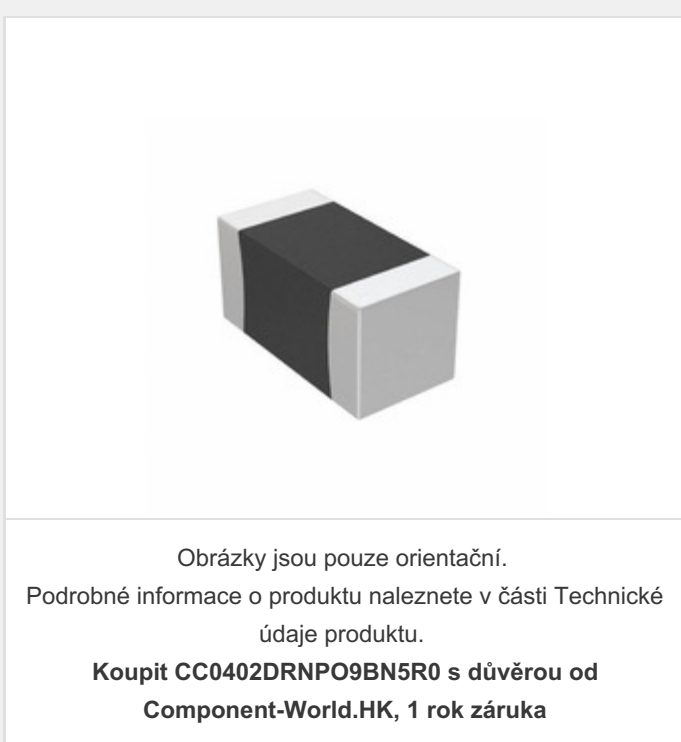 Obrázky jsou pouze orientační.
Podrobné informace o produktu naleznete v části Technické
údaje produktu.
Koupit CC0402DRNPO9BN5R0 s důvěrou od
Component-World.HK, 1 rok záruka